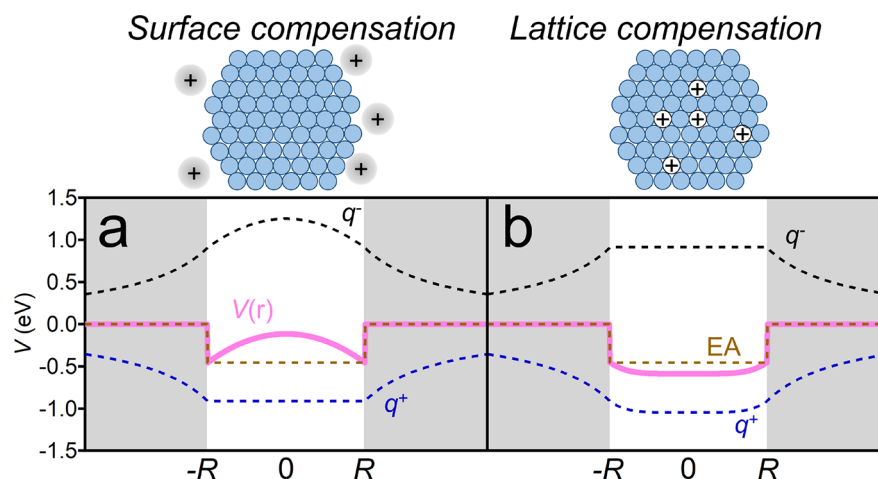 Surface compensation
Lattice compensation
+ + + + +
+ + + + +
a
b
V (eV)
1.5
1.0
0.5
0.0
-0.5
-1.0
-1.5
q-
V(r)
q+
q-
EA
q+
-R 0 R
-R 0 R